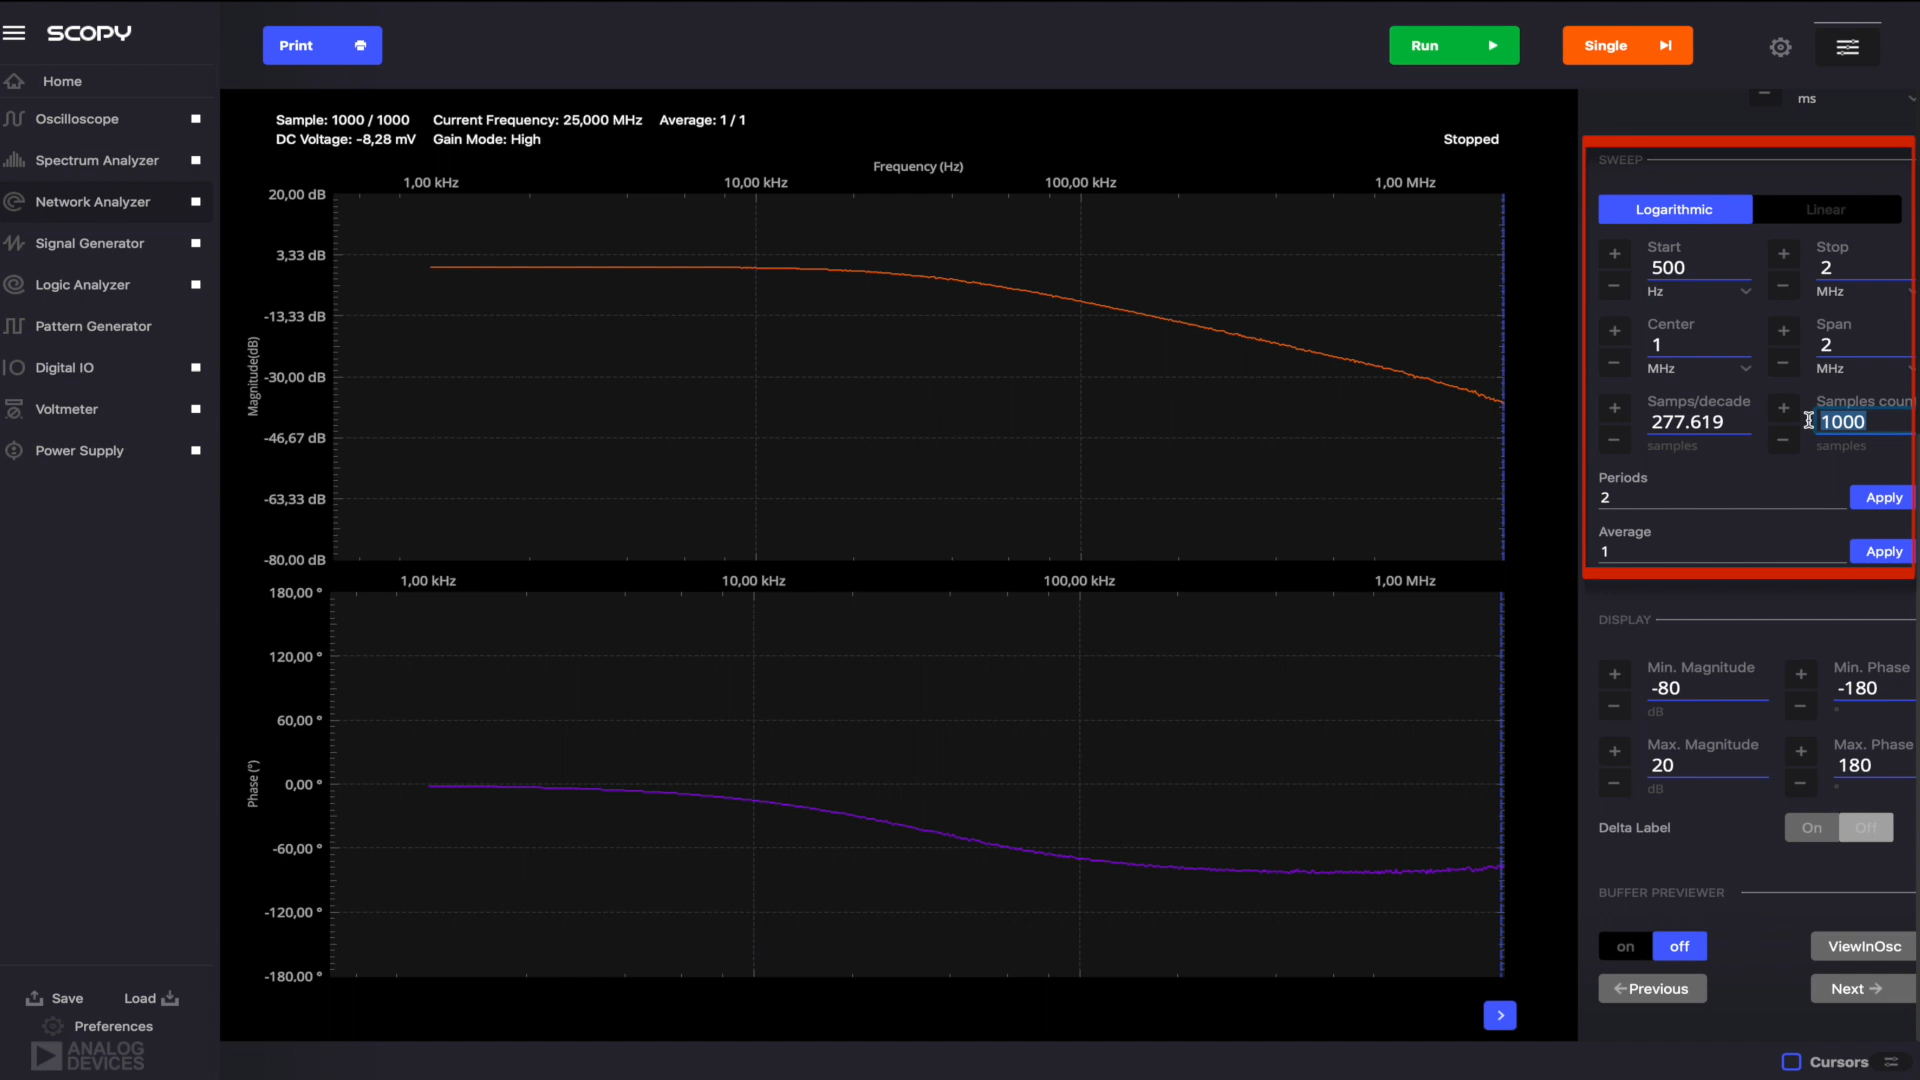 SCOPY
Print
Run
Single
Home
Oscilloscope
Spectrum Analyzer
Network Analyzer
Signal Generator
Logic Analyzer
Pattern Generator
Digital IO
Voltmeter
Power Supply
Save Load
Preferences
ANALOG
DEVICES
Sample: 1000 / 1000 Current Frequency: 25,000 MHz Average: 1 / 1
DC Voltage: -8,28 mV Gain Mode: High
Stopped
Frequency (Hz)
1,00 kHz 10,00 kHz 100,00 kHz 1,00 MHz
20,00 dB
3,33 dB
-13,33 dB
-30,00 dB
-46,67 dB
-63,33 dB
-80,00 dB
Magnitude(dB)
1,00 kHz 10,00 kHz 100,00 kHz 1,00 MHz
180,00 °
120,00 °
60,00 °
0,00 °
-60,00 °
-120,00 °
-180,00 °
Phase (°)
ms
SWEEP
Logarithmic Linear
Start Stop
500 2
Hz MHz
Center Span
1 2
MHz MHz
Samps/decade Samples coun
277.619 1000
samples samples
Periods
2 Apply
Average
1 Apply
DISPLAY
Min. Magnitude Min. Phase
-80 -180
dB °
Max. Magnitude Max. Phase
20 180
dB °
Delta Label On Off
BUFFER PREVIEWER
on off ViewInOsc
Previous Next
Cursors